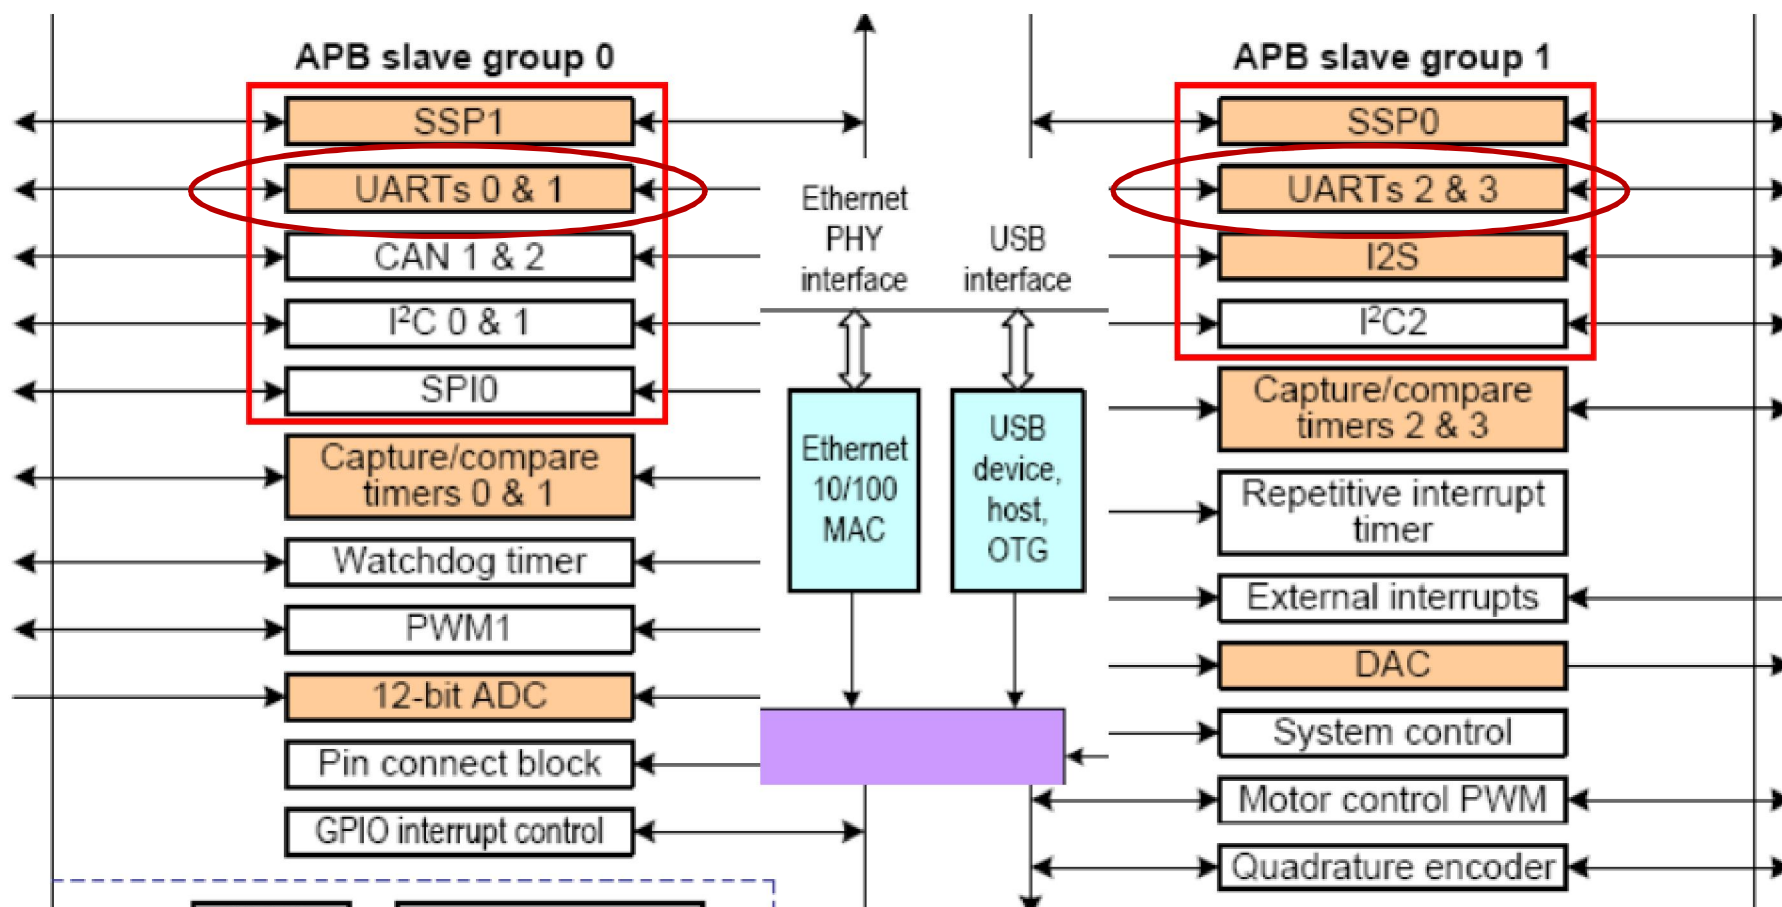 APB slave group 0
SSP1
UARTs 0 & 1
CAN 1 & 2
I²C 0 & 1
SPI0
Capture/compare
timers 0 & 1
Watchdog timer
PWM1
12-bit ADC
Pin connect block
GPIO interrupt control
Ethernet
PHY
interface
USB
interface
Ethernet
10/100
MAC
USB
device,
host,
OTG
APB slave group 1
SSP0
UARTs 2 & 3
I2S
I²C2
Capture/compare
timers 2 & 3
Repetitive interrupt
timer
External interrupts
DAC
System control
Motor control PWM
Quadrature encoder